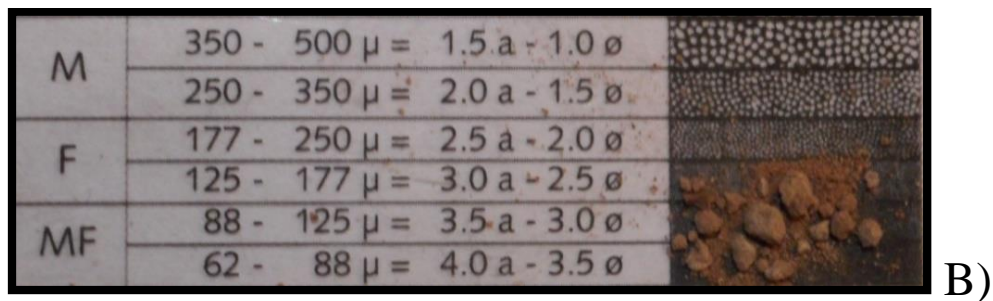 M
350 - 500 µ = 1.5 a - 1.0 ø
250 - 350 µ = 2.0 a - 1.5 ø
F
177 - 250 µ = 2.5 a - 2.0 ø
125 - 177 µ = 3.0 a - 2.5 ø
MF
88 - 125 µ = 3.5 a - 3.0 ø
62 - 88 µ = 4.0 a - 3.5 ø
B)